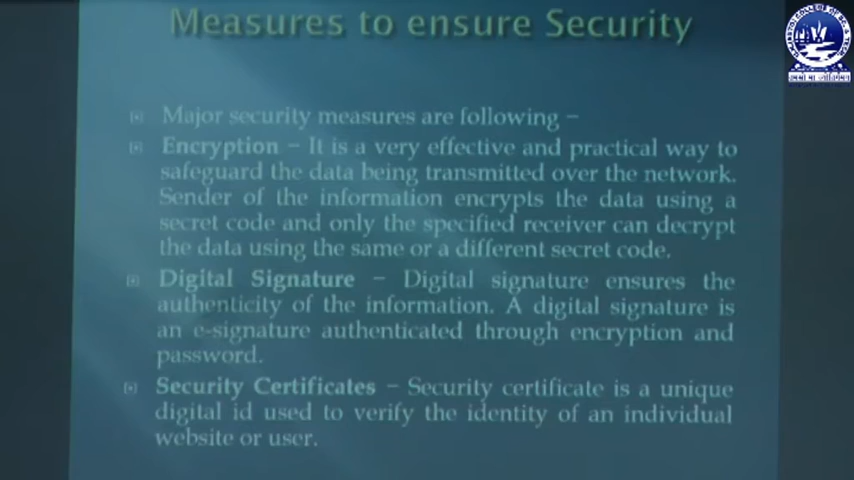 Measures to ensure Security
Major security measures are following –
Encryption – It is a very effective and practical way to
safeguard the data being transmitted over the network.
Sender of the information encrypts the data using a
secret code and only the specified receiver can decrypt
the data using the same or a different secret code.
Digital Signature – Digital signature ensures the
authenticity of the information. A digital signature is
an e-signature authenticated through encryption and
password.
Security Certificates – Security certificate is a unique
digital id used to verify the identity of an individual
website or user.